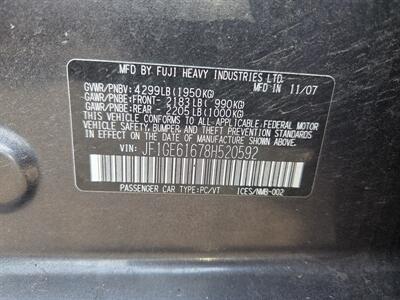 MFD BY FUJI HEAVY INDUSTRIES LTD. MFD IN 11/07
GVWR/PNBV: 4299LB(1950KG)
GAWR/PNBE:FRONT- 2183LB( 990KG)
GAWR/PNBE:REAR - 2205LB(1000KG)
THIS VEHICLE CONFORMS TO ALL APPLICABLE FEDERAL MOTOR
VEHICLE SAFETY, BUMPER, AND THEFT PREVENTION STANDARDS
IN EFFECT ON THE DATE OF MANUFACTURE SHOWN ABOVE.
VIN: JF1GE61678H520592
PASSENGER CAR TYPE:PC/VT ICES/NMB-002